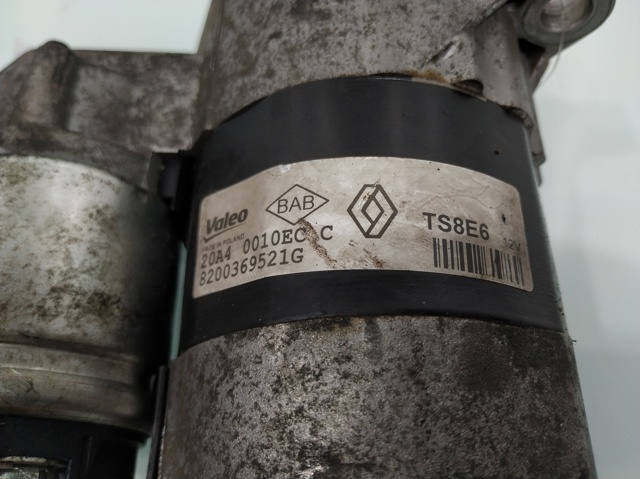 Valeo
MADE IN POLAND
BAB
TS8E6 12V
20A4 0010EC C
8200369521G